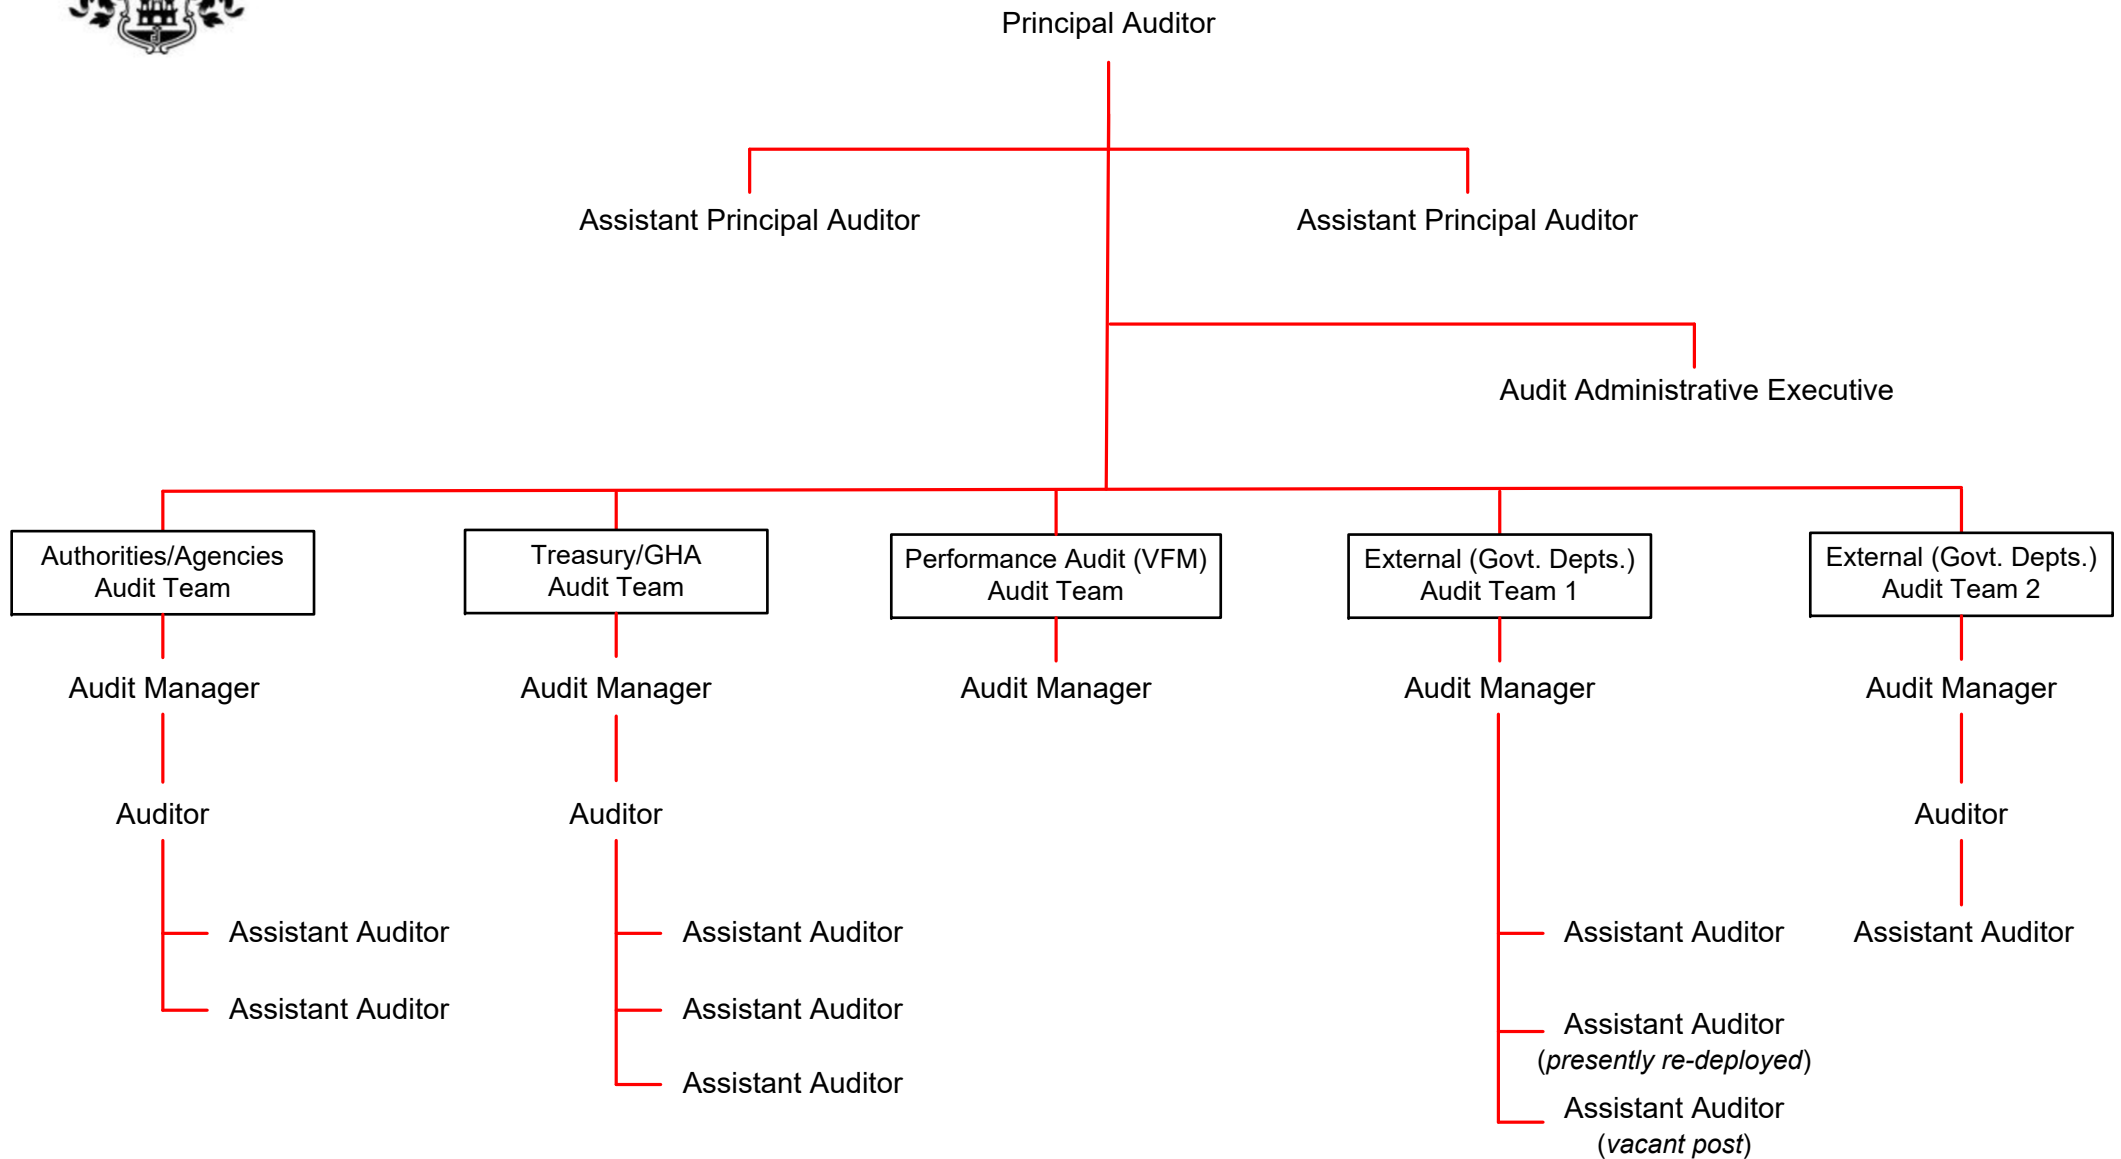 Principal Auditor
Assistant Principal Auditor
Assistant Principal Auditor
Audit Administrative Executive
Authorities/Agencies
Audit Team
Treasury/GHA
Audit Team
Performance Audit (VFM)
Audit Team
External (Govt. Depts.)
Audit Team 1
External (Govt. Depts.)
Audit Team 2
Audit Manager
Audit Manager
Audit Manager
Audit Manager
Audit Manager
Auditor
Auditor
Auditor
Assistant Auditor
Assistant Auditor
Assistant Auditor
Assistant Auditor
Assistant Auditor
Assistant Auditor
Assistant Auditor
(presently re-deployed)
Assistant Auditor
Assistant Auditor
(vacant post)